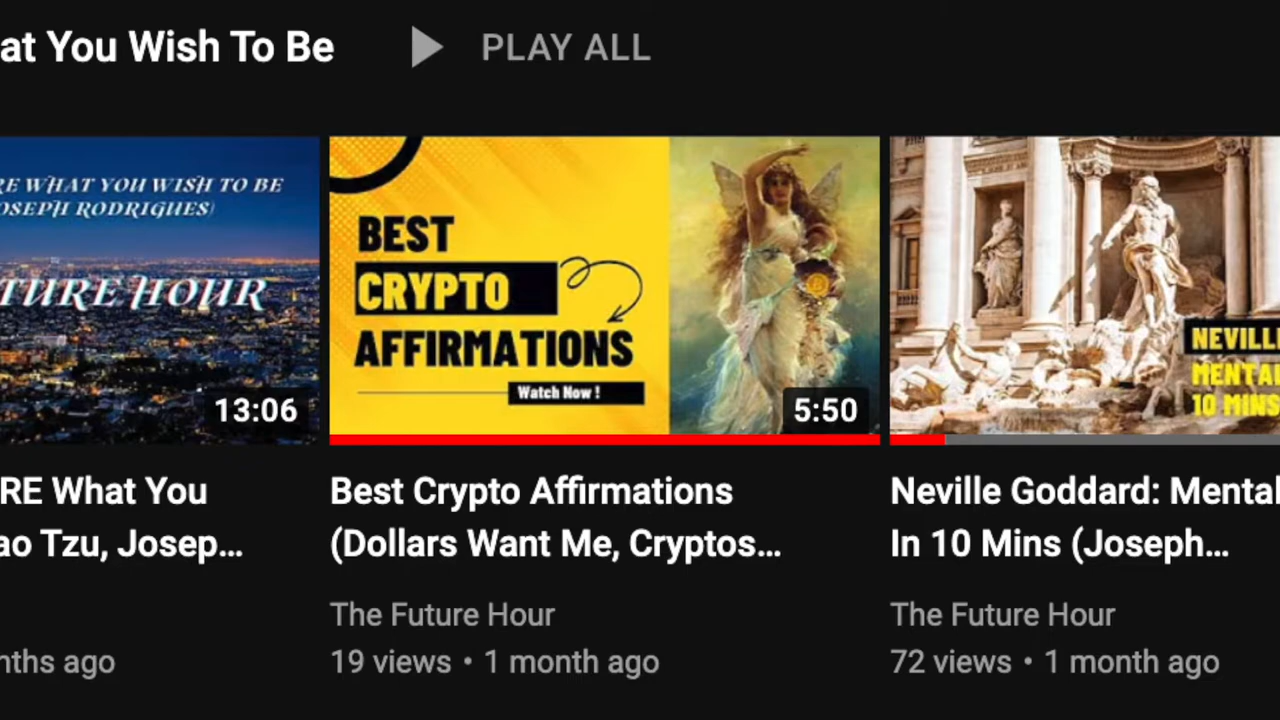 at You Wish To Be
PLAY ALL
RE WHAT YOU WISH TO BE
OSEPH RODRIGUES)
TURE HOUR
13:06
BEST
CRYPTO
AFFIRMATIONS
Watch Now !
5:50
NEVILLE
MENTAL
10 MINS
RE What You
ao Tzu, Josep...
nths ago
Best Crypto Affirmations
(Dollars Want Me, Cryptos...
The Future Hour
19 views • 1 month ago
Neville Goddard: Mental
In 10 Mins (Joseph...
The Future Hour
72 views • 1 month ago